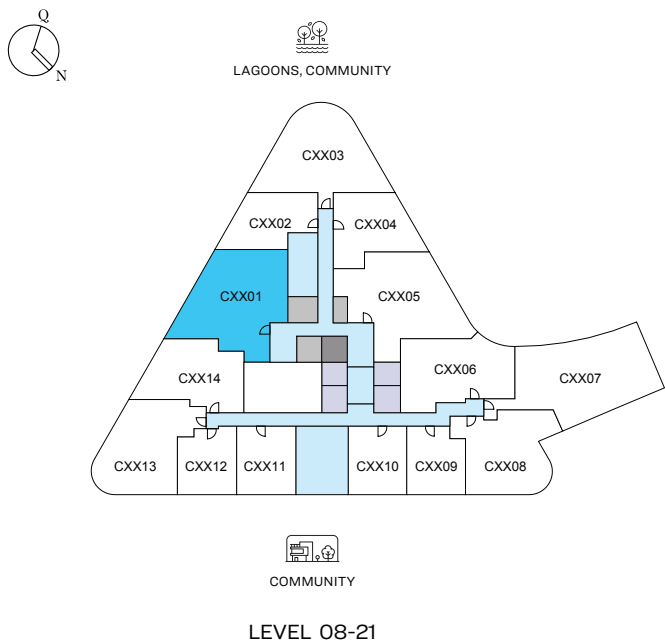 Q
N
LAGOONS, COMMUNITY
CXX03
CXX02
CXX04
CXX01
CXX05
CXX14
CXX06
CXX07
CXX13
CXX12
CXX11
CXX10
CXX09
CXX08
COMMUNITY
LEVEL 08-21